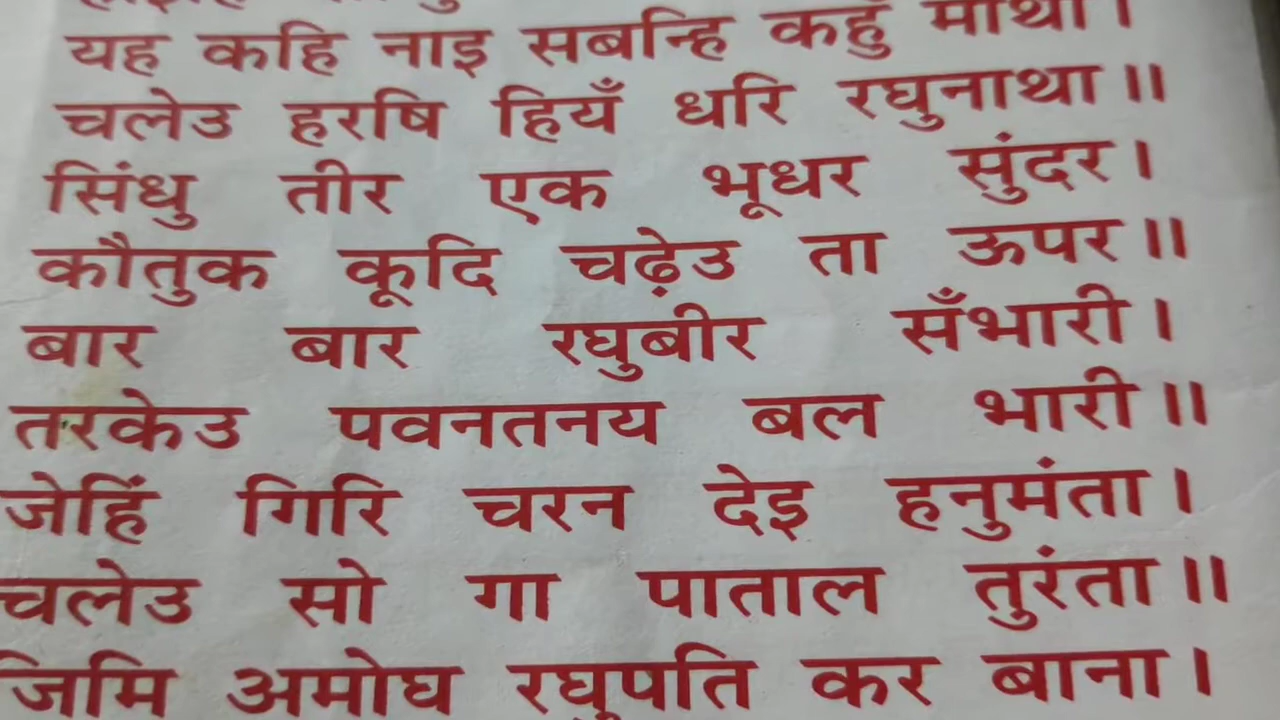 यह कहि नाइ सबन्हि कहुँ माथा।
चलेउ हरषि हियँ धरि रघुनाथा॥
सिंधु तीर एक भूधर सुंदर।
कौतुक कूदि चढ़ेउ ता ऊपर॥
बार बार रघुबीर सँभारी।
तरकेउ पवनतनय बल भारी॥
जेहिं गिरि चरन देइ हनुमंता।
चलेउ सो गा पाताल तुरंता॥
जिमि अमोघ रघुपति कर बाना।